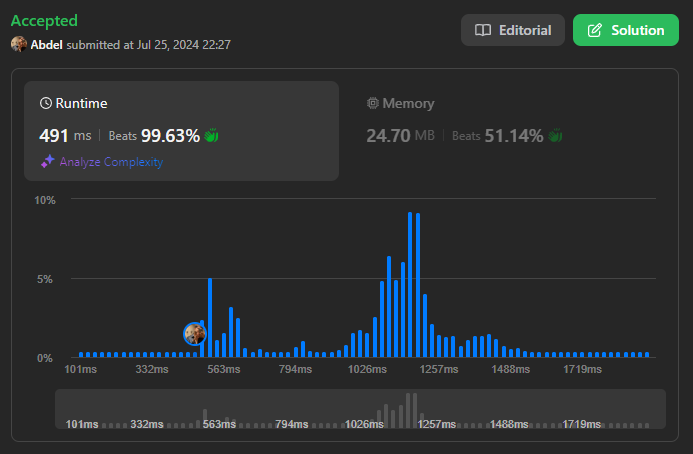 Accepted
Editorial
Solution
Abdel submitted at Jul 25, 2024 22:27
Runtime
Memory
491 ms | Beats 99.63%
24.70 MB | Beats 51.14%
Analyze Complexity
10%
5%
0%
101ms 332ms 563ms 794ms 1026ms 1257ms 1488ms 1719ms
101ms 332ms 563ms 794ms 1026ms 1257ms 1488ms 1719ms